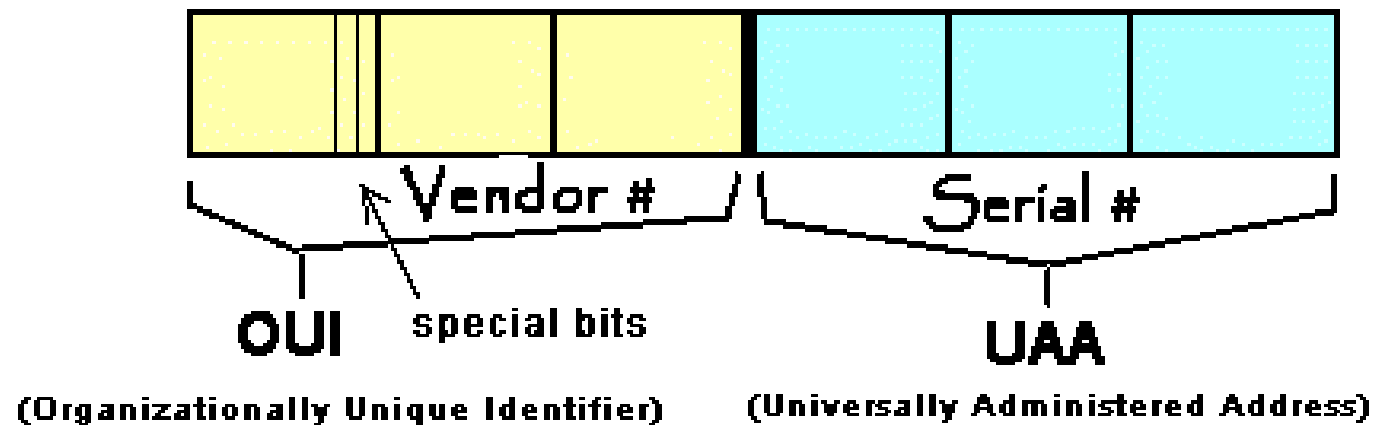 Vendor # Serial #
special bits
OUI UAA
(Organizationally Unique Identifier) (Universally Administered Address)